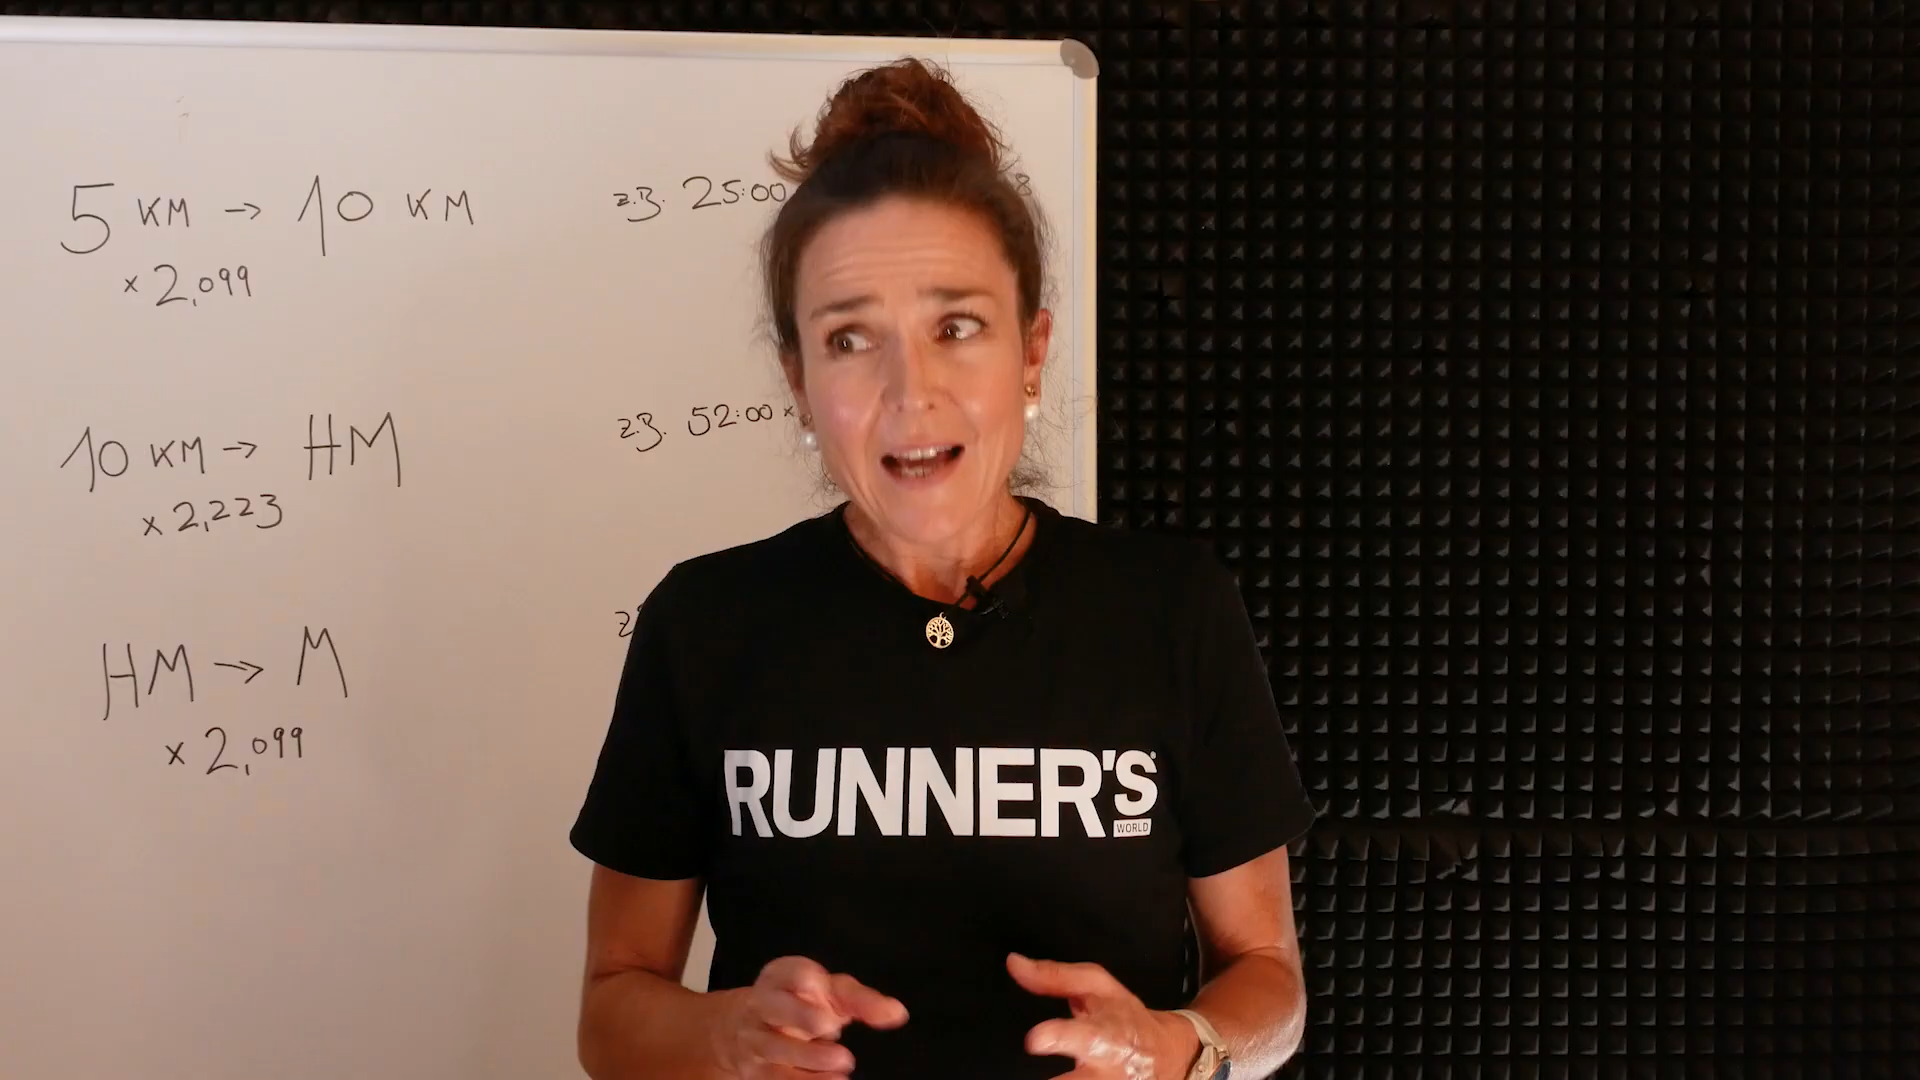 5 KM → 10 KM
z.B. 25:00
8
x 2,099
10 KM → HM
z.B. 52:00 x
x 2,223
HM → M
x 2,099
RUNNER'S
WORLD